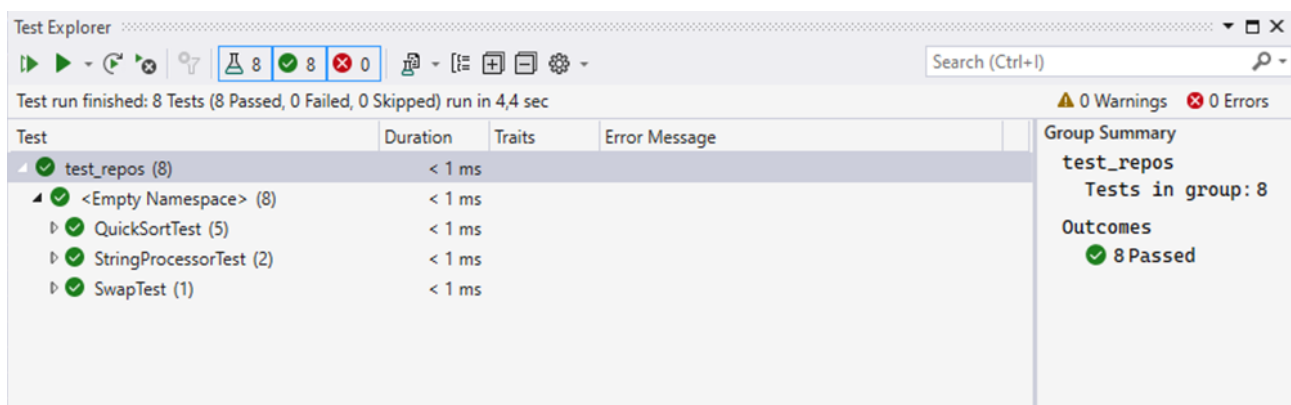 Test Explorer
8 8 0
Search (Ctrl+I)
Test run finished: 8 Tests (8 Passed, 0 Failed, 0 Skipped) run in 4,4 sec
0 Warnings 0 Errors
Test Duration Traits Error Message
test_repos (8) < 1 ms
<Empty Namespace> (8) < 1 ms
QuickSortTest (5) < 1 ms
StringProcessorTest (2) < 1 ms
SwapTest (1) < 1 ms
Group Summary
test_repos
Tests in group: 8
Outcomes
8 Passed